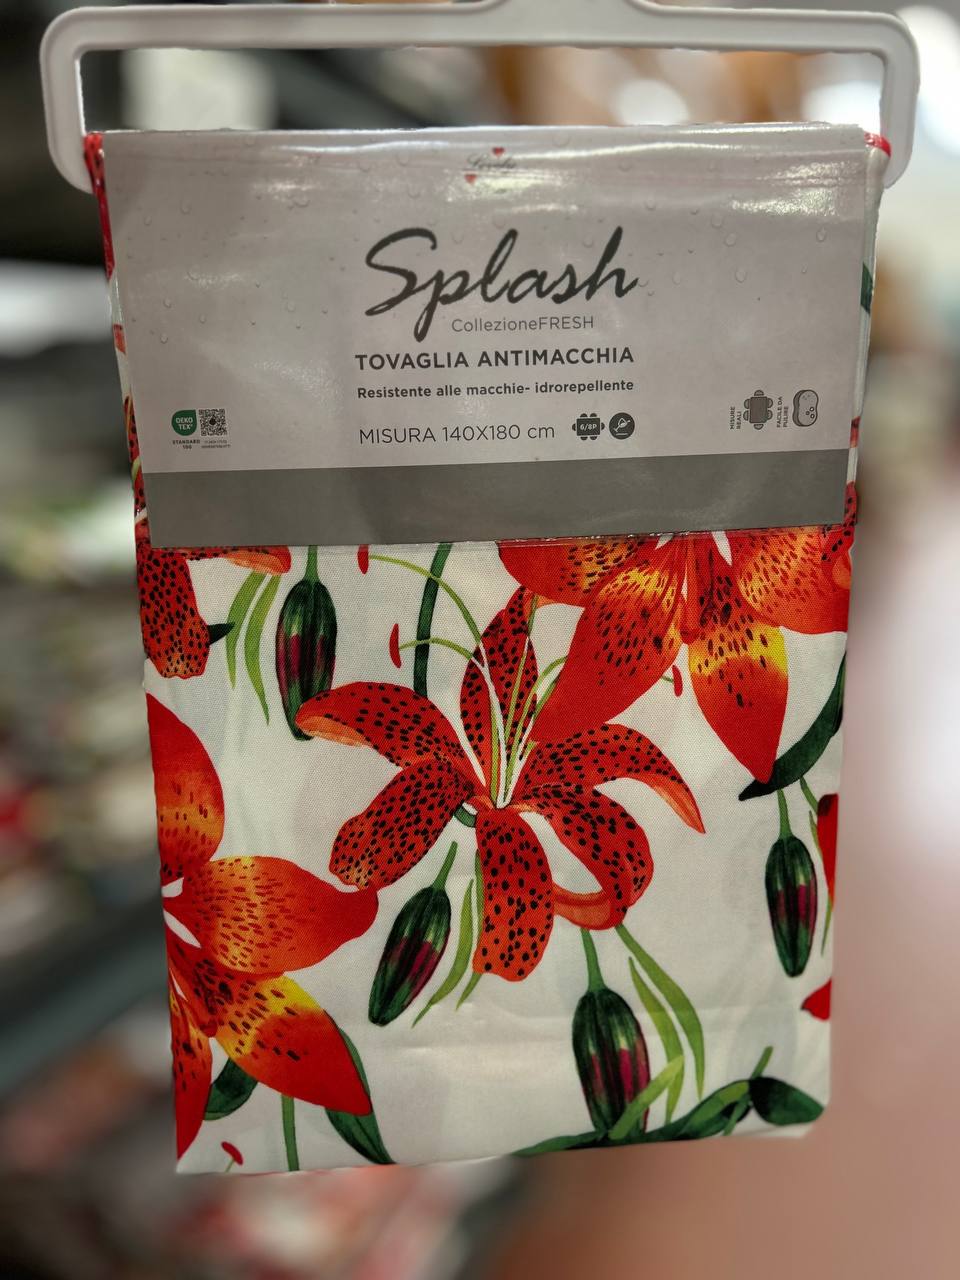 Splash
CollezioneFRESH
TOVAGLIA ANTIMACCHIA
Resistente alle macchie- idrorepellente
MISURA 140X180 cm
6/8P
OEKO
TEX®
STANDARD
100
MISURE
REALI
FACILE DA
PULIRE